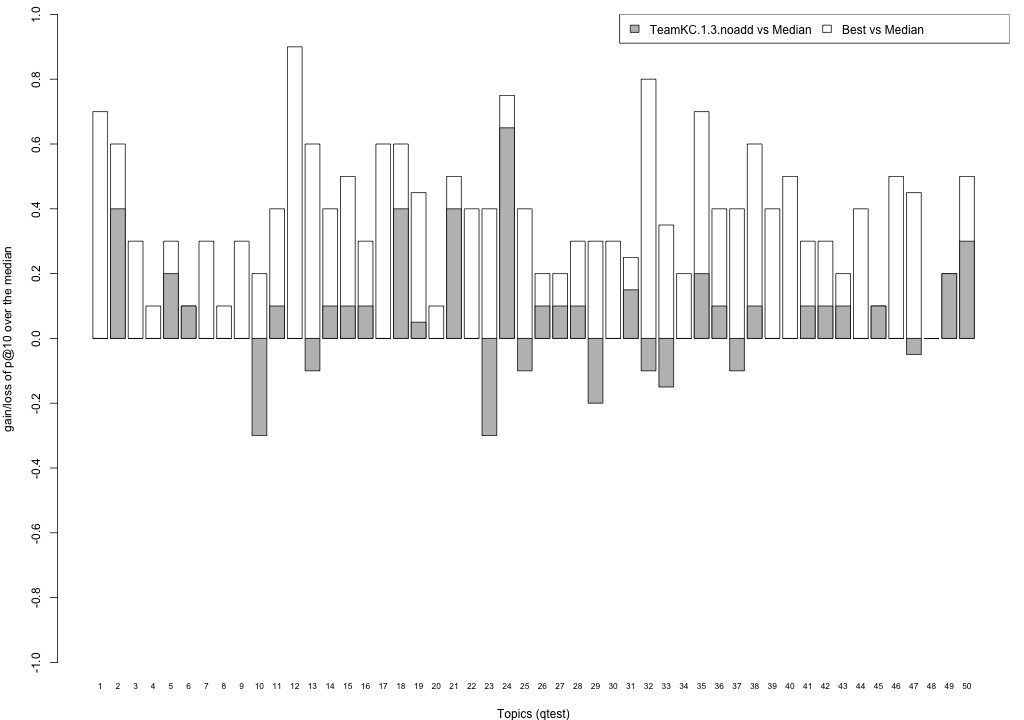 TeamKC.1.3.noadd vs Median Best vs Median
1.0
0.8
0.6
0.4
0.2
0.0
-0.2
-0.4
-0.6
-0.8
-1.0
gain/loss of p@10 over the median
1 2 3 4 5 6 7 8 9 10 11 12 13 14 15 16 17 18 19 20 21 22 23 24 25 26 27 28 29 30 31 32 33 34 35 36 37 38 39 40 41 42 43 44 45 46 47 48 49 50
Topics (qtest)